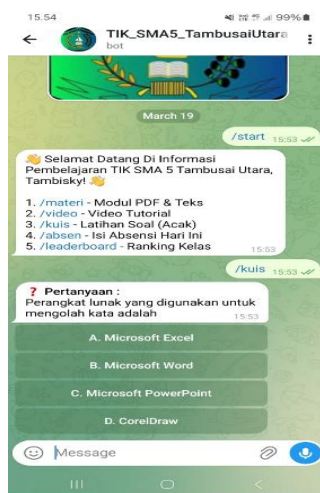 15.54
99%
TIK_SMA5_TambusaiUtara
bot
March 19
/start 15:53
👋 Selamat Datang Di Informasi
Pembelajaran TIK SMA 5 Tambusai Utara,
Tambisky! 👋
1. /materi - Modul PDF & Teks
2. /video - Video Tutorial
3. /kuis - Latihan Soal (Acak)
4. /absen - Isi Absensi Hari Ini
5. /leaderboard - Ranking Kelas
15:53
/kuis 15:53
❓ Pertanyaan :
Perangkat lunak yang digunakan untuk
mengolah kata adalah 15:53
A. Microsoft Excel
B. Microsoft Word
C. Microsoft PowerPoint
D. CorelDraw
Message